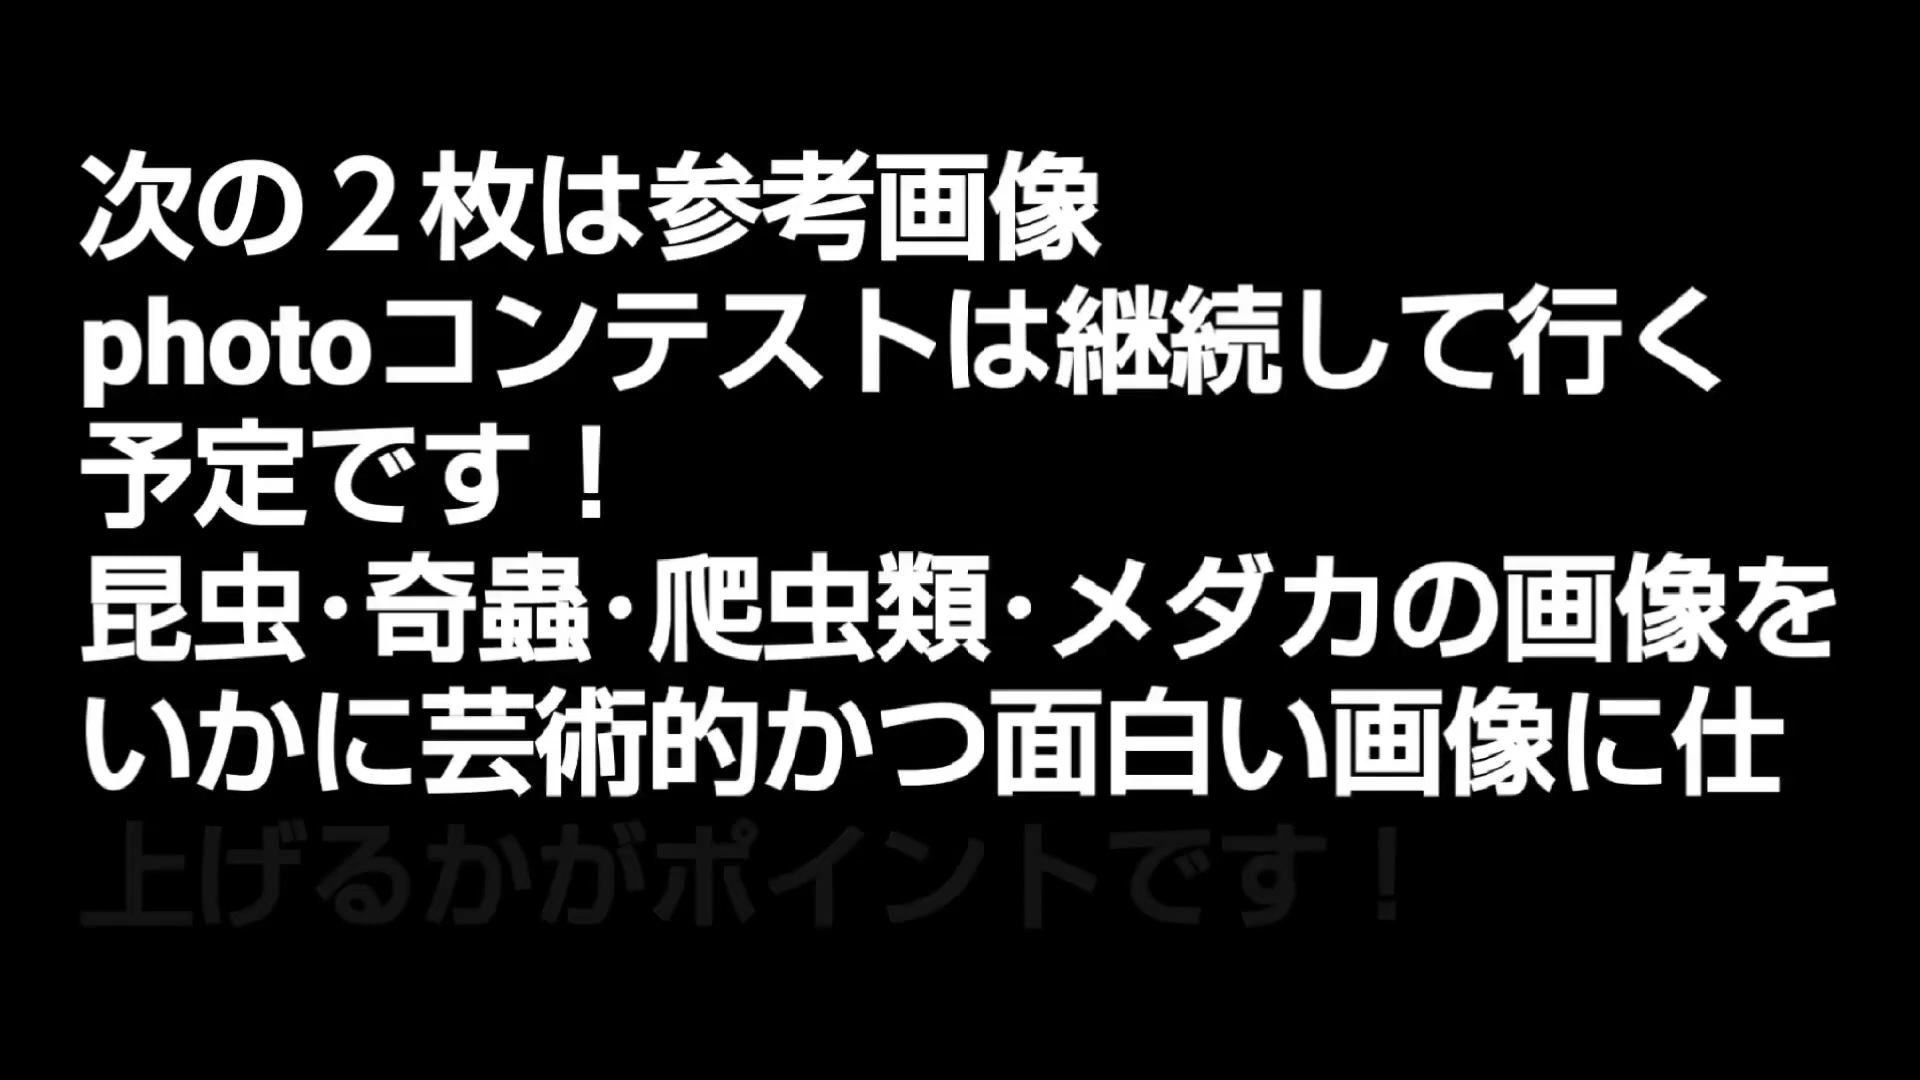 次の２枚は参考画像
photoコンテストは継続して行く
予定です！
昆虫･奇蟲･爬虫類･メダカの画像を
いかに芸術的かつ面白い画像に仕
上げるかがポイントです！